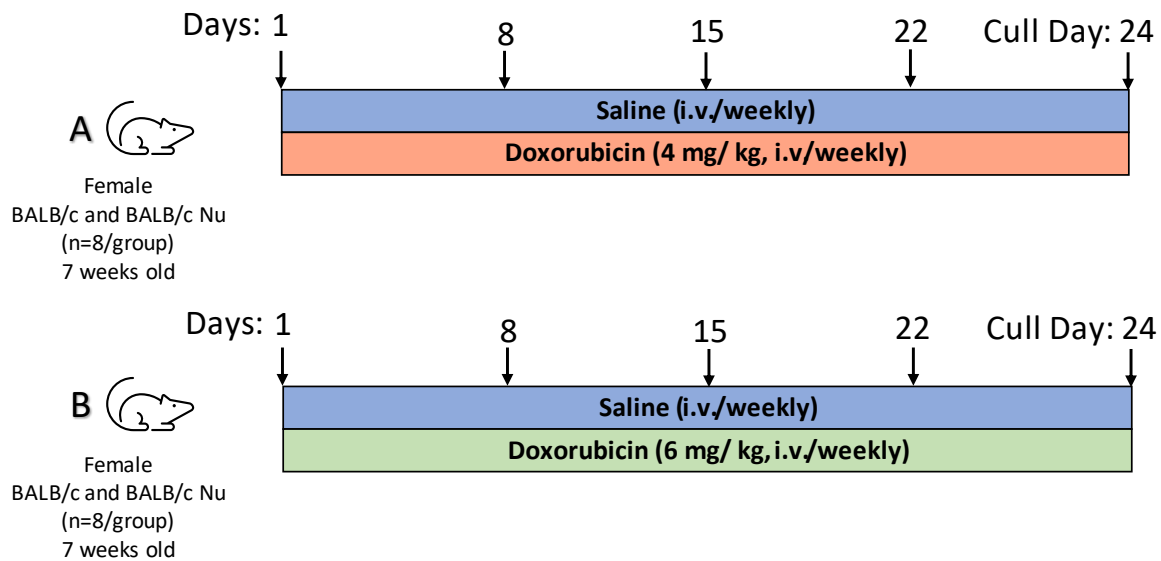 Days: 1 8 15 22 Cull Day: 24
Saline (i.v./weekly)
Doxorubicin (4 mg/ kg, i.v/weekly)
A
Female
BALB/c and BALB/c Nu
(n=8/group)
7 weeks old
Days: 1 8 15 22 Cull Day: 24
Saline (i.v./weekly)
Doxorubicin (6 mg/ kg, i.v./weekly)
B
Female
BALB/c and BALB/c Nu
(n=8/group)
7 weeks old